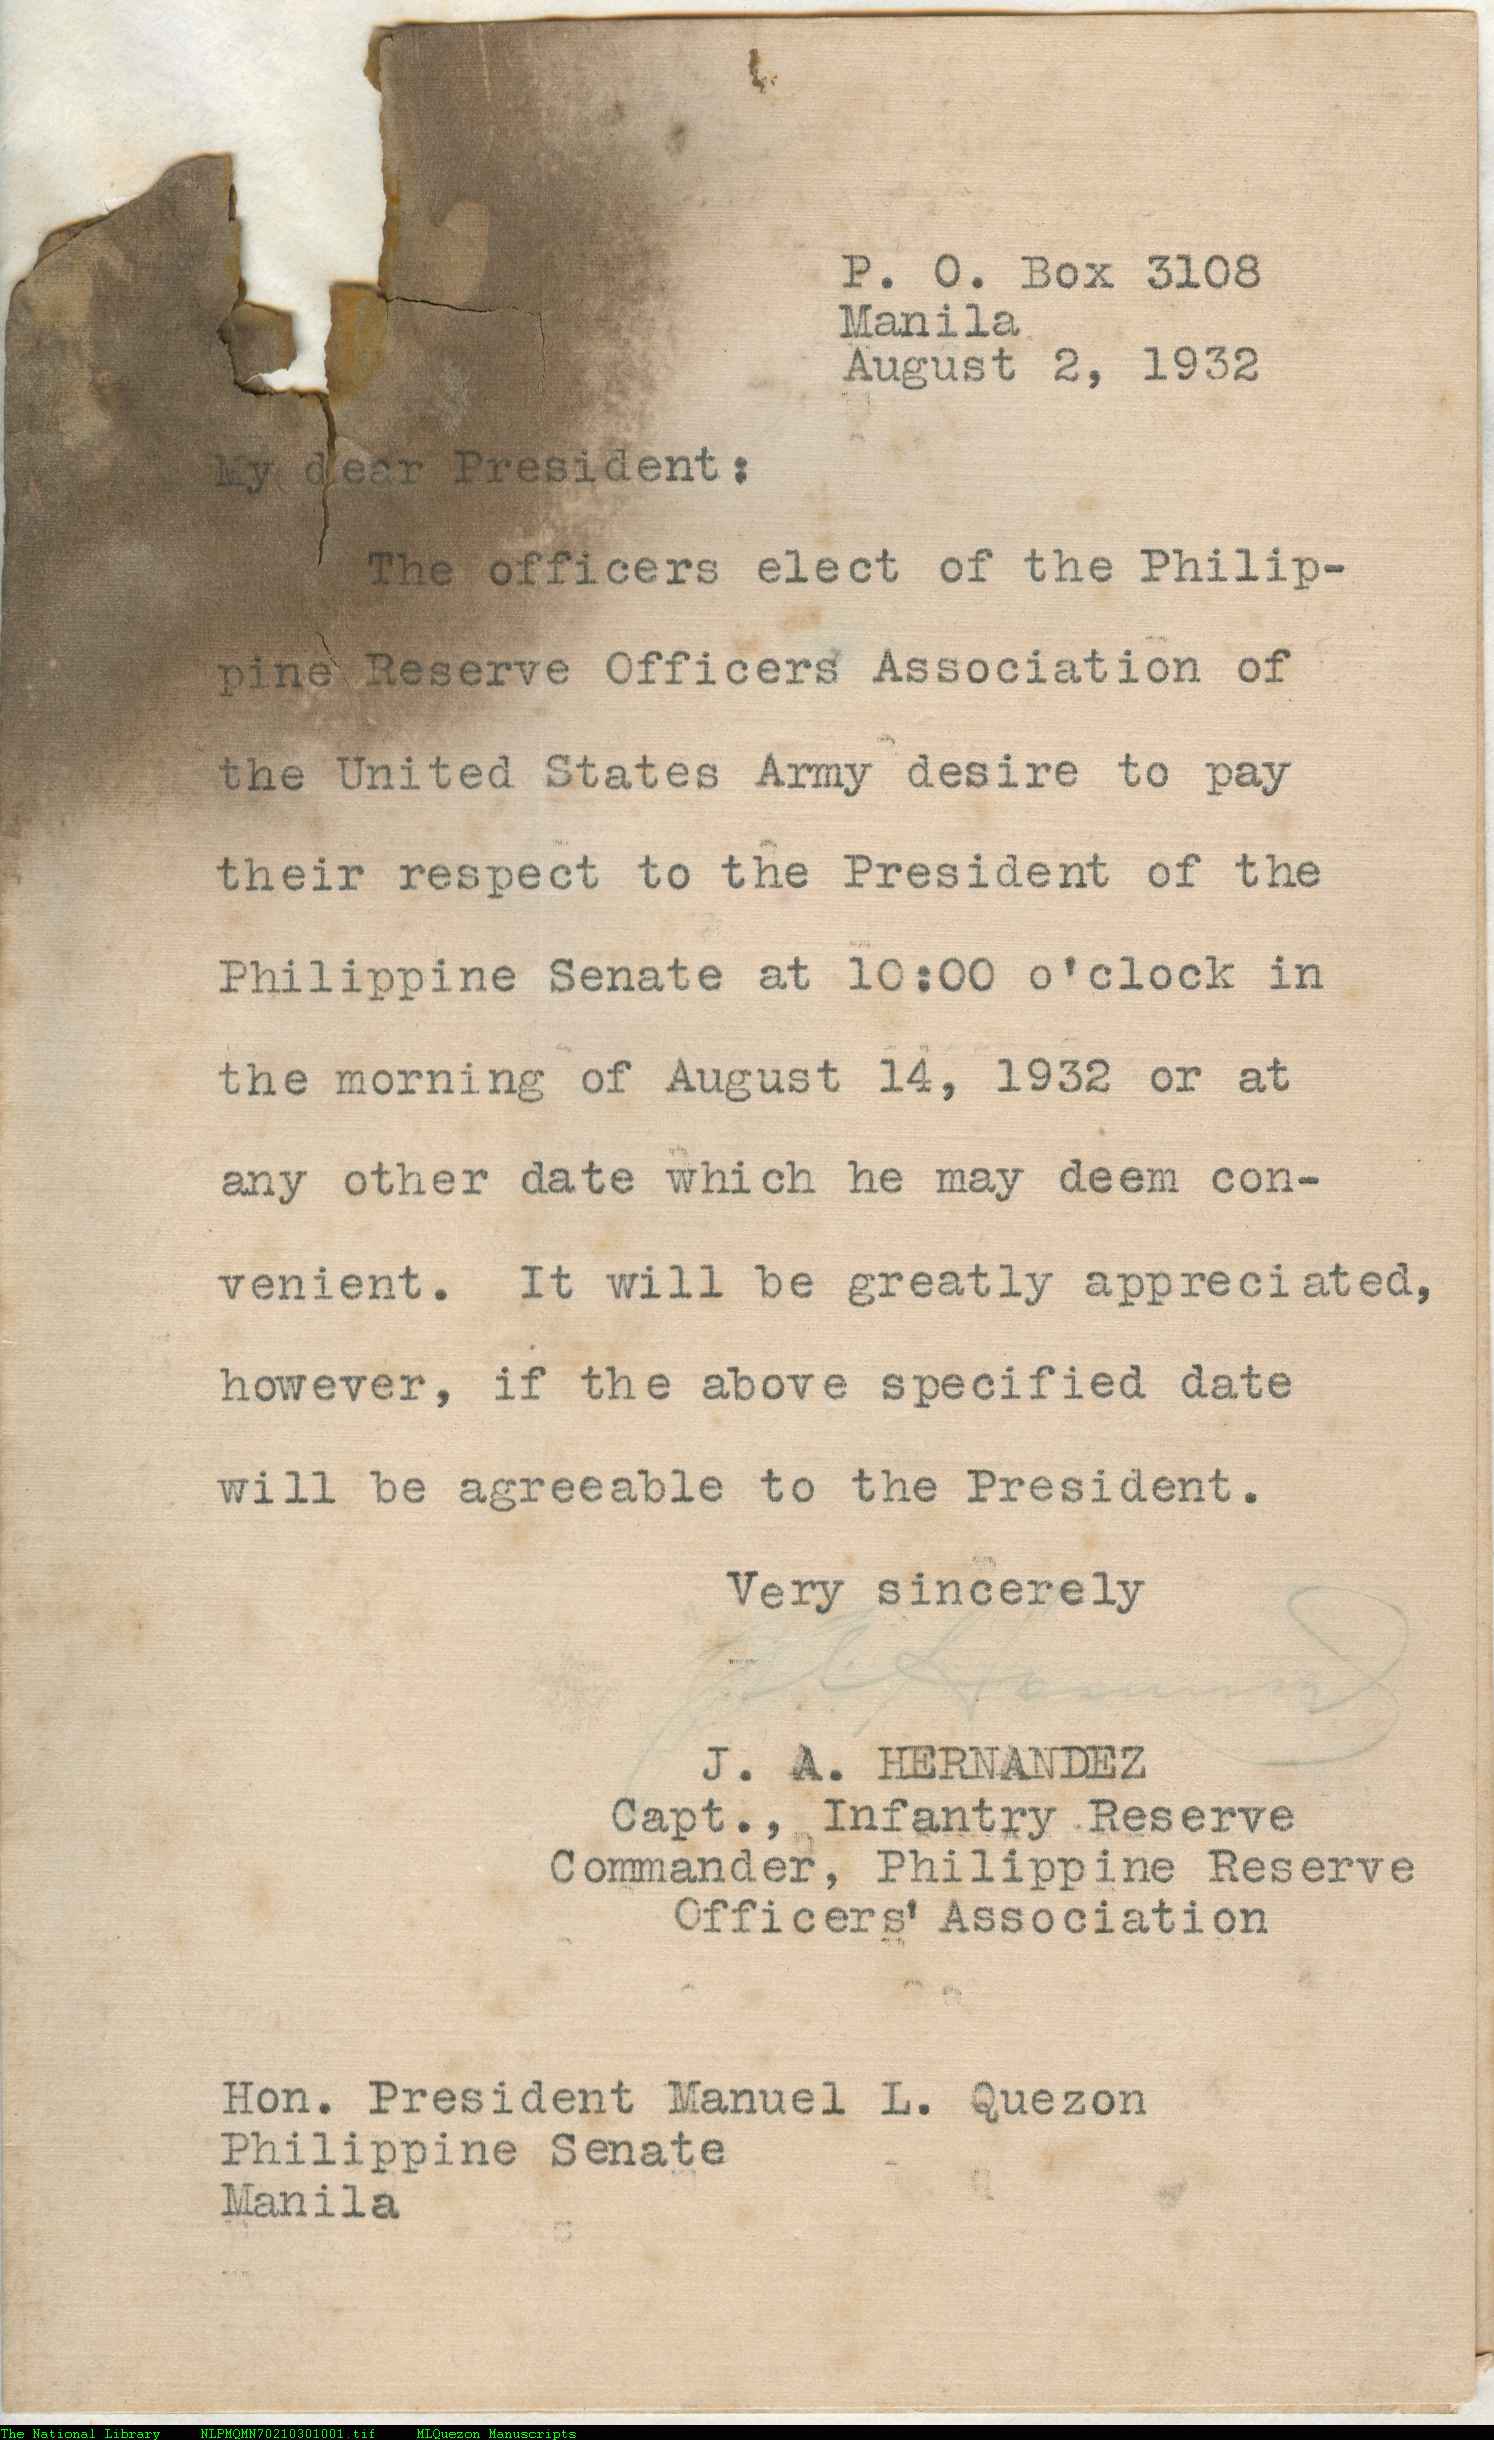 P. O. Box 3108
Manila
August 2, 1932
My dear President:
The officers elect of the Philip-
pine Reserve Officers Association of
the United States Army desire to pay
their respect to the President of the
Philippine Senate at 10:00 o'clock in
the morning of August 14, 1932 or at
any other date which he may deem con-
venient. It will be greatly appreciated,
however, if the above specified date
will be agreeable to the President.
Very sincerely
J. A. HERNANDEZ
Capt., Infantry Reserve
Commander, Philippine Reserve
Officers' Association
Hon. President Manuel L. Quezon
Philippine Senate
Manila
The National Library NLPMQMN70210301001.tif MLQuezon Manuscripts